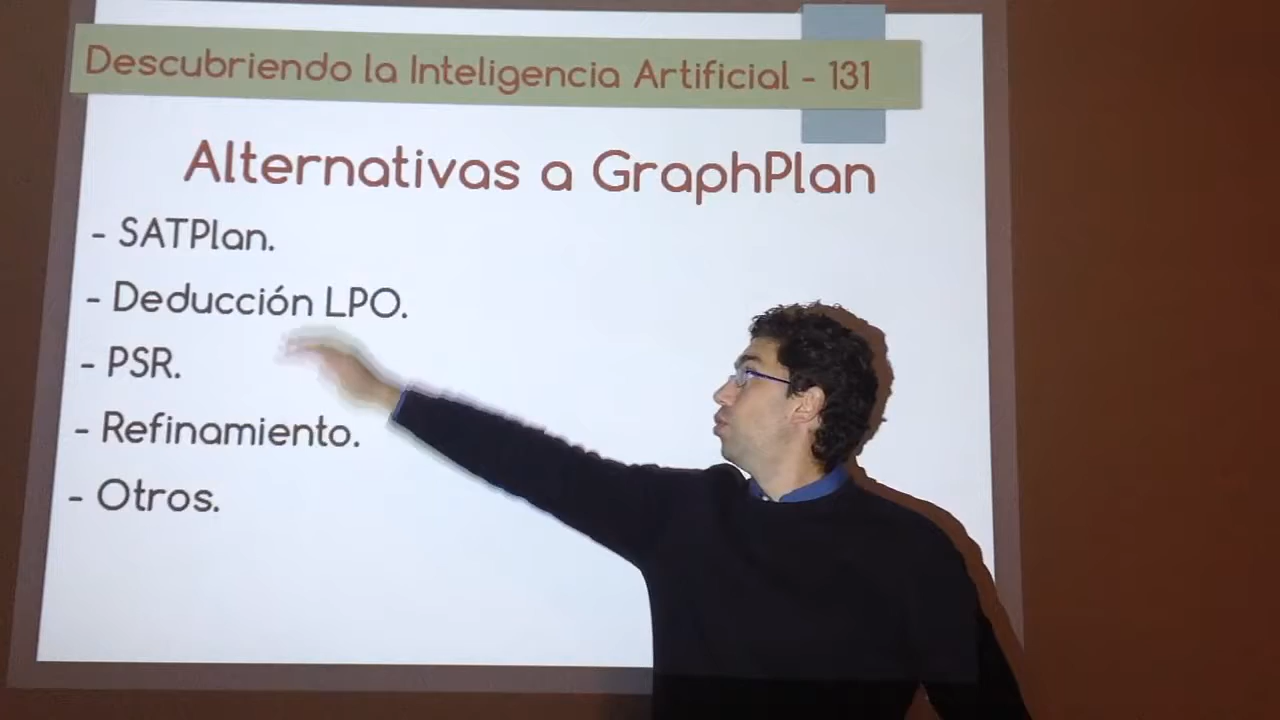 Descubriendo la Inteligencia Artificial - 131
Alternativas a GraphPlan
- SATPlan.
- Deducción LPO.
- PSR.
- Refinamiento.
- Otros.